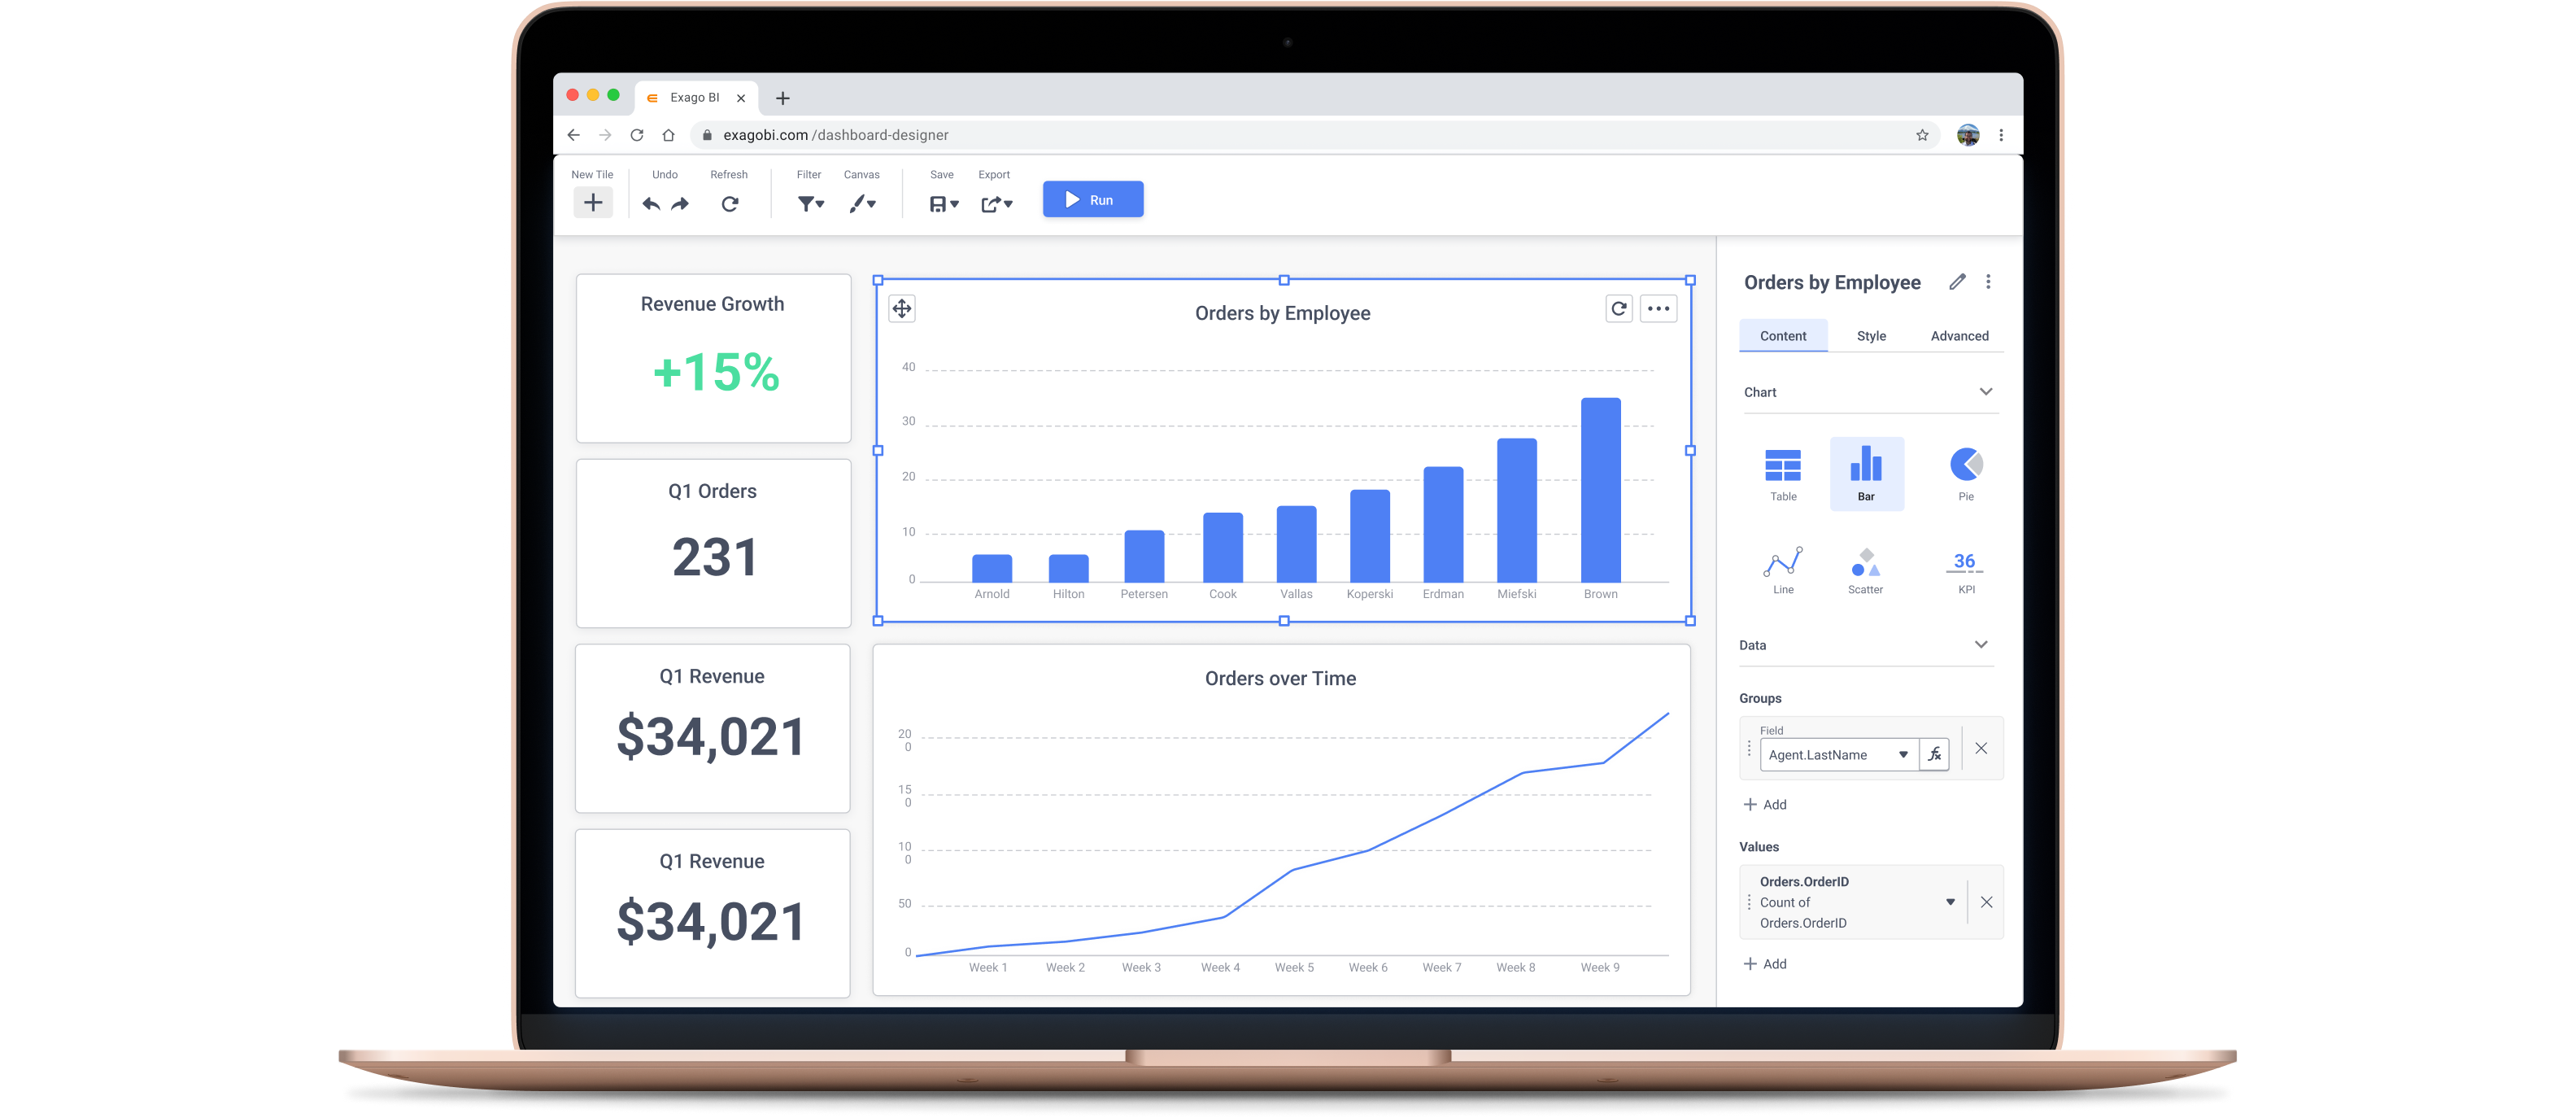 Exago BI
exagobi.com /dashboard-designer
New Tile Undo Refresh Filter Canvas Save Export
Run
Revenue Growth
+15%
Q1 Orders
231
Q1 Revenue
$34,021
Q1 Revenue
$34,021
Orders by Employee
40
30
20
10
0
Arnold Hilton Petersen Cook Vallas Koperski Erdman Miefski Brown
Orders over Time
20
0
15
0
10
0
50
0
Week 1 Week 2 Week 3 Week 4 Week 5 Week 6 Week 7 Week 8 Week 9
Orders by Employee
Content Style Advanced
Chart
Table Bar Pie
36
Line Scatter KPI
Data
Groups
Field
Agent.LastName fx
Add
Values
Orders.OrderID
Count of
Orders.OrderID
Add